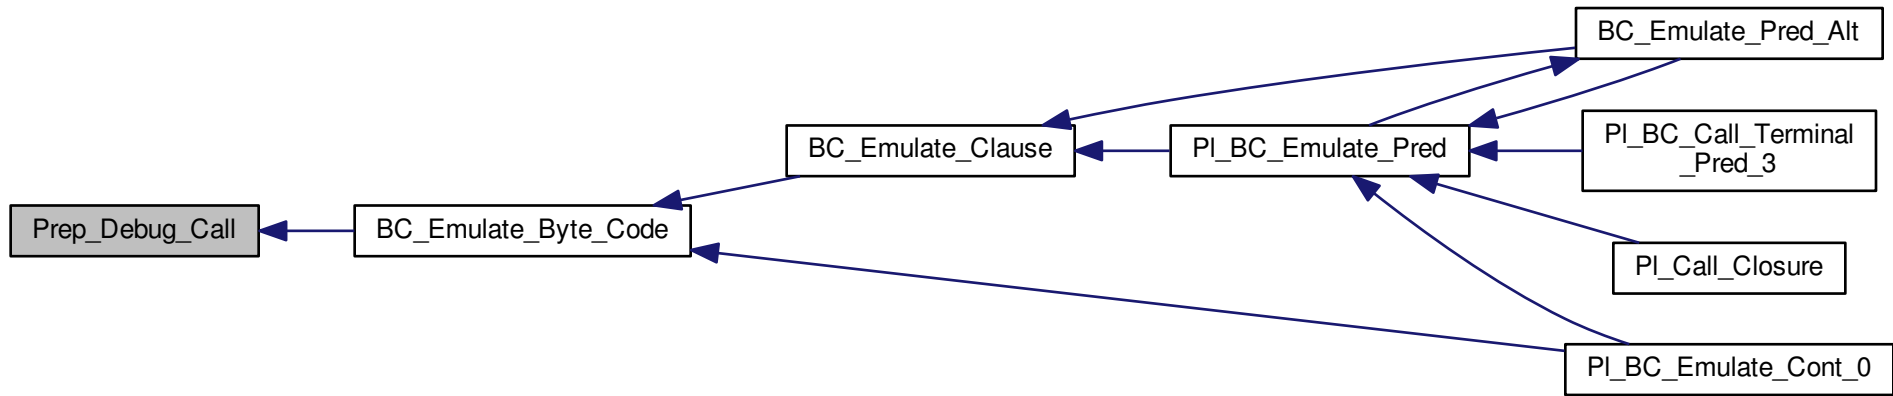 BC_Emulate_Pred_Alt
BC_Emulate_Clause
Pl_BC_Emulate_Pred
Pl_BC_Call_Terminal
_Pred_3
Prep_Debug_Call
BC_Emulate_Byte_Code
Pl_Call_Closure
Pl_BC_Emulate_Cont_0